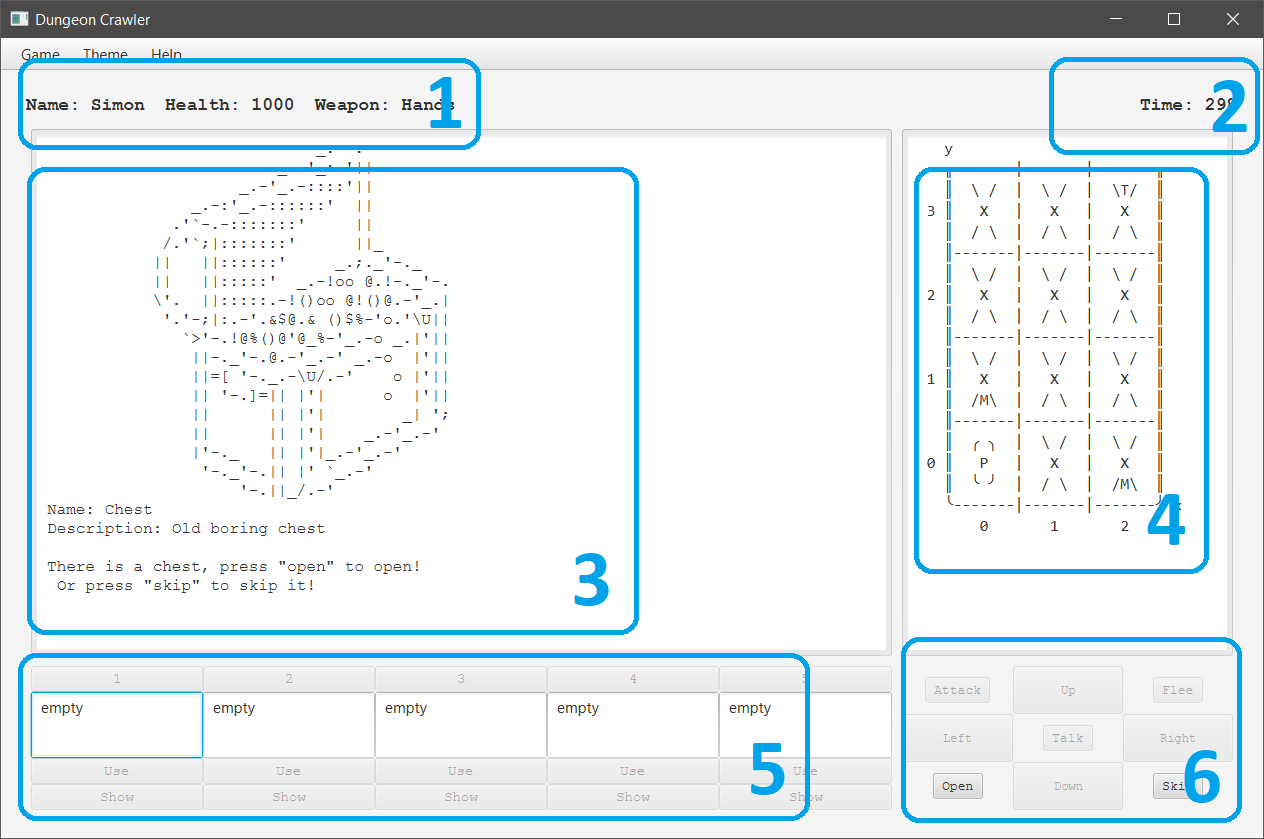 Dungeon Crawler
Game Theme Help
1
2
Name: Simon Health: 1000 Weapon: Hands
Time: 29
3
4
y
\T/
3
2
1
/M\
0
P
/M\
x
0 1 2
Name: Chest
Description: Old boring chest
There is a chest, press "open" to open!
Or press "skip" to skip it!
5
6
1 2 3 4 5
empty empty empty empty empty
Use Use Use Use Use
Show Show Show Show Show
Attack Up Flee
Left Talk Right
Open Down Ski